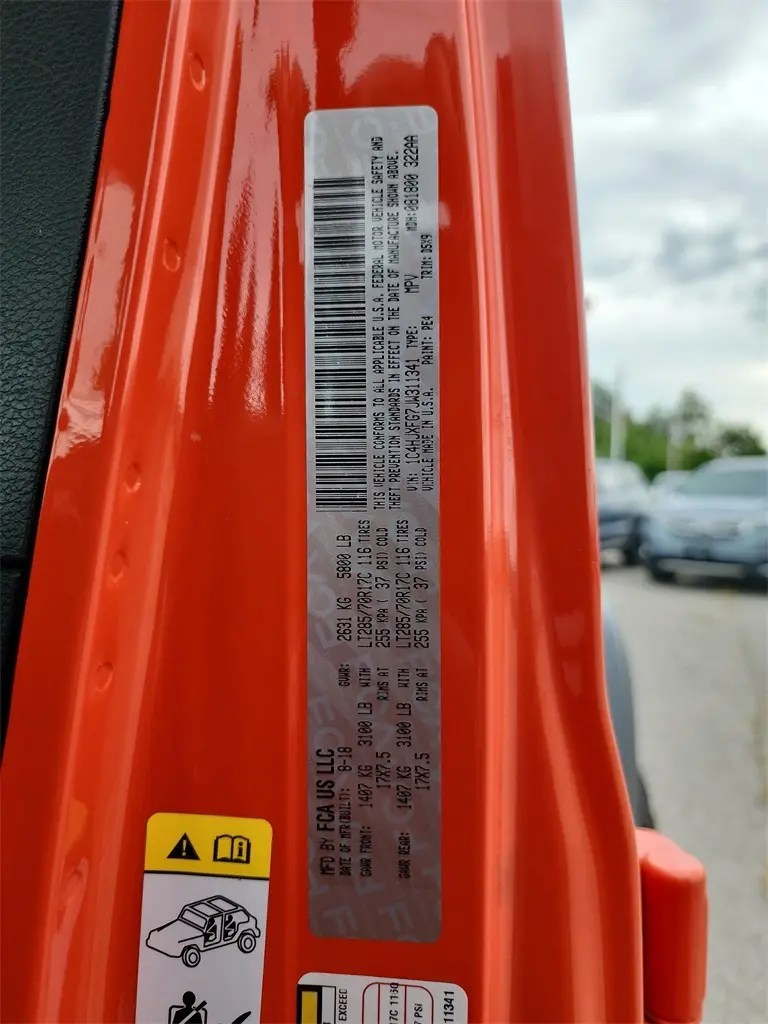 MFD BY FCA US LLC
DATE OF MFR(BUILT): 8-18 GVWR: 2631 KG 5800 LB
GAWR FRONT: 1407 KG 3100 LB WITH LT285/70R17C 116 TIRES
17X7.5 RIMS AT 255 KPA ( 37 PSI) COLD
GAWR REAR: 1407 KG 3100 LB WITH LT285/70R17C 116 TIRES
17X7.5 RIMS AT 255 KPA ( 37 PSI) COLD
THIS VEHICLE CONFORMS TO ALL APPLICABLE U.S.A. FEDERAL MOTOR VEHICLE SAFETY AND
THEFT PREVENTION STANDARDS IN EFFECT ON THE DATE OF MANUFACTURE SHOWN ABOVE.
VIN: 1C4HJXFG7JW311341 TYPE: MPV MDH:081800 322AA
VEHICLE MADE IN U.S.A. PAINT: PE4 TRIM: D5X9
EXCEED
7 PSI
11341